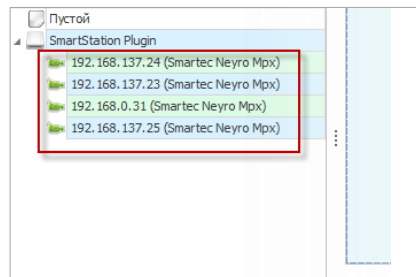 Пустой
SmartStation Plugin
192.168.137.24 (Smartec Neyro Mpx)
192.168.137.23 (Smartec Neyro Mpx)
192.168.0.31 (Smartec Neyro Mpx)
192.168.137.25 (Smartec Neyro Mpx)